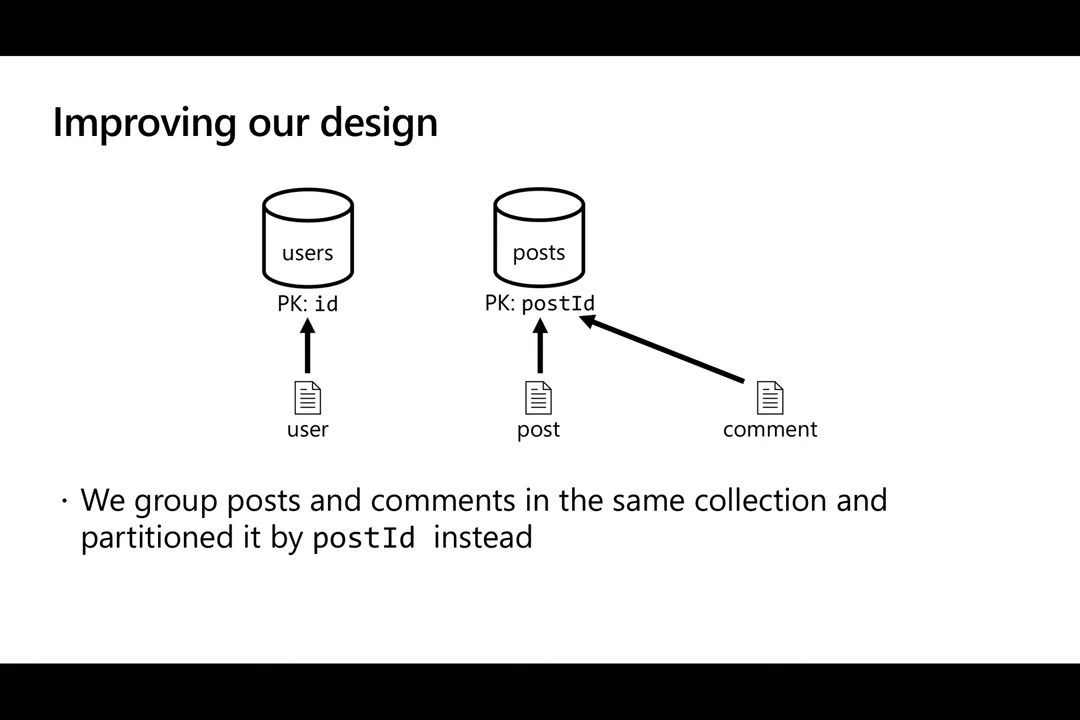 Improving our design
users
posts
PK: id
PK: postId
user
post
comment
· We group posts and comments in the same collection and
partitioned it by postId instead